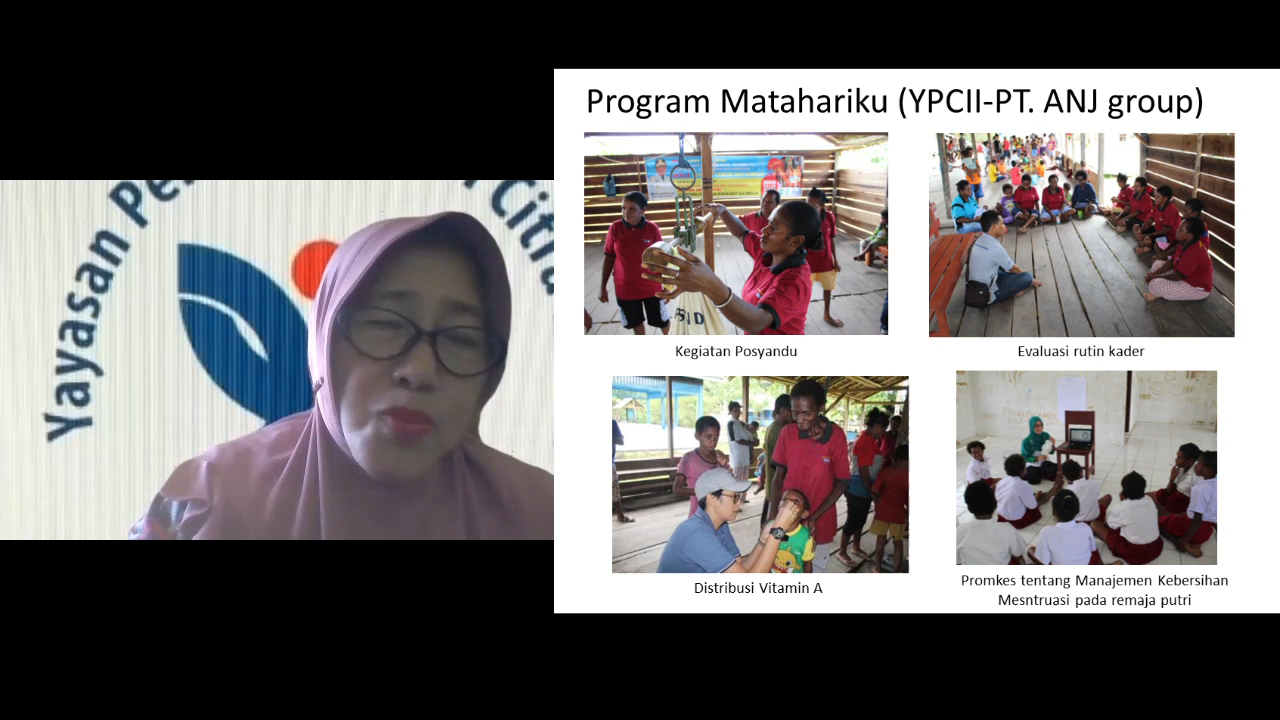 Yayasan Pe
Citra
Program Matahariku (YPCII-PT. ANJ group)
Kegiatan Posyandu
Evaluasi rutin kader
Distribusi Vitamin A
Promkes tentang Manajemen Kebersihan
Mesntruasi pada remaja putri